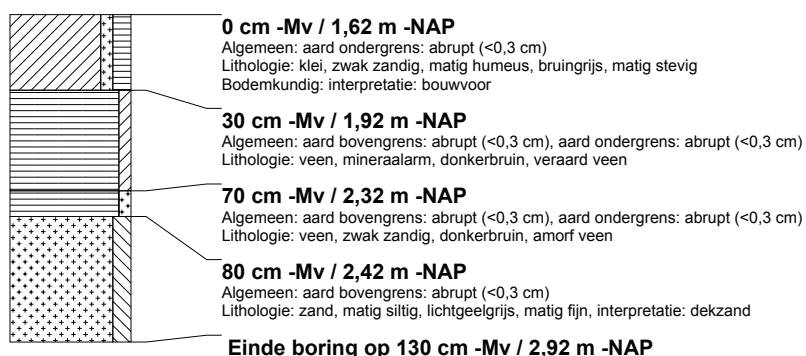 0 cm -Mv / 1,62 m -NAP
Algemeen: aard ondergrens: abrupt (<0,3 cm)
Lithologie: klei, zwak zandig, matig humeus, bruingrijs, matig stevig
Bodemkundig: interpretatie: bouwvoor
30 cm -Mv / 1,92 m -NAP
Algemeen: aard bovengrens: abrupt (<0,3 cm), aard ondergrens: abrupt (<0,3 cm)
Lithologie: veen, mineraalarm, donkerbruin, veraard veen
70 cm -Mv / 2,32 m -NAP
Algemeen: aard bovengrens: abrupt (<0,3 cm), aard ondergrens: abrupt (<0,3 cm)
Lithologie: veen, zwak zandig, donkerbruin, amorf veen
80 cm -Mv / 2,42 m -NAP
Algemeen: aard bovengrens: abrupt (<0,3 cm)
Lithologie: zand, matig siltig, lichtgeelgrijs, matig fijn, interpretatie: dekzand
Einde boring op 130 cm -Mv / 2,92 m -NAP